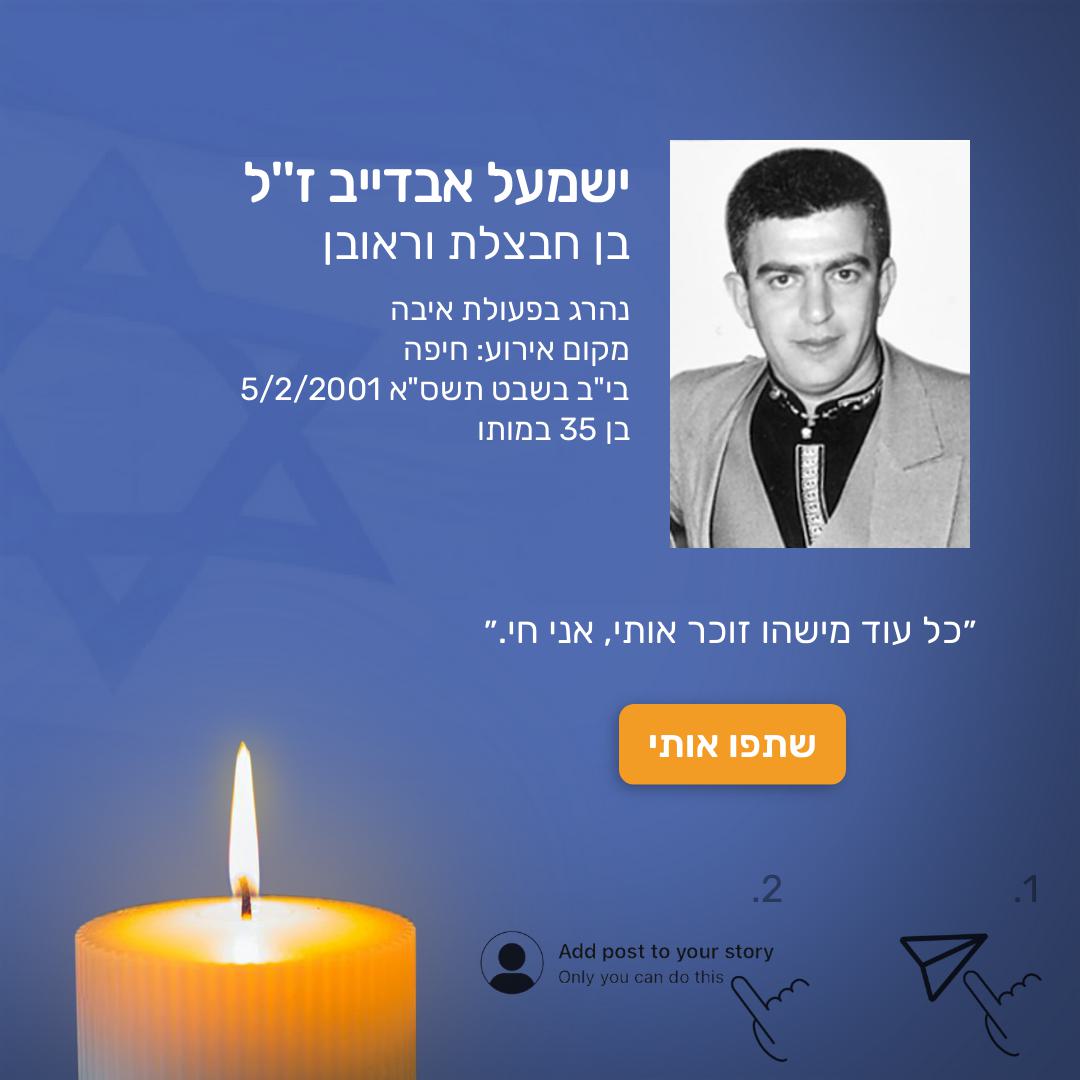 ישמעל אבדייב ז"ל
בן חבצלת וראובן
נהרג בפעולת איבה
מקום אירוע: חיפה
בי"ב בשבט תשס"א 5/2/2001
בן 35 במותו
״כל עוד מישהו זוכר אותי, אני חי.״
שתפו אותי
1.
2.
Add post to your story
Only you can do this